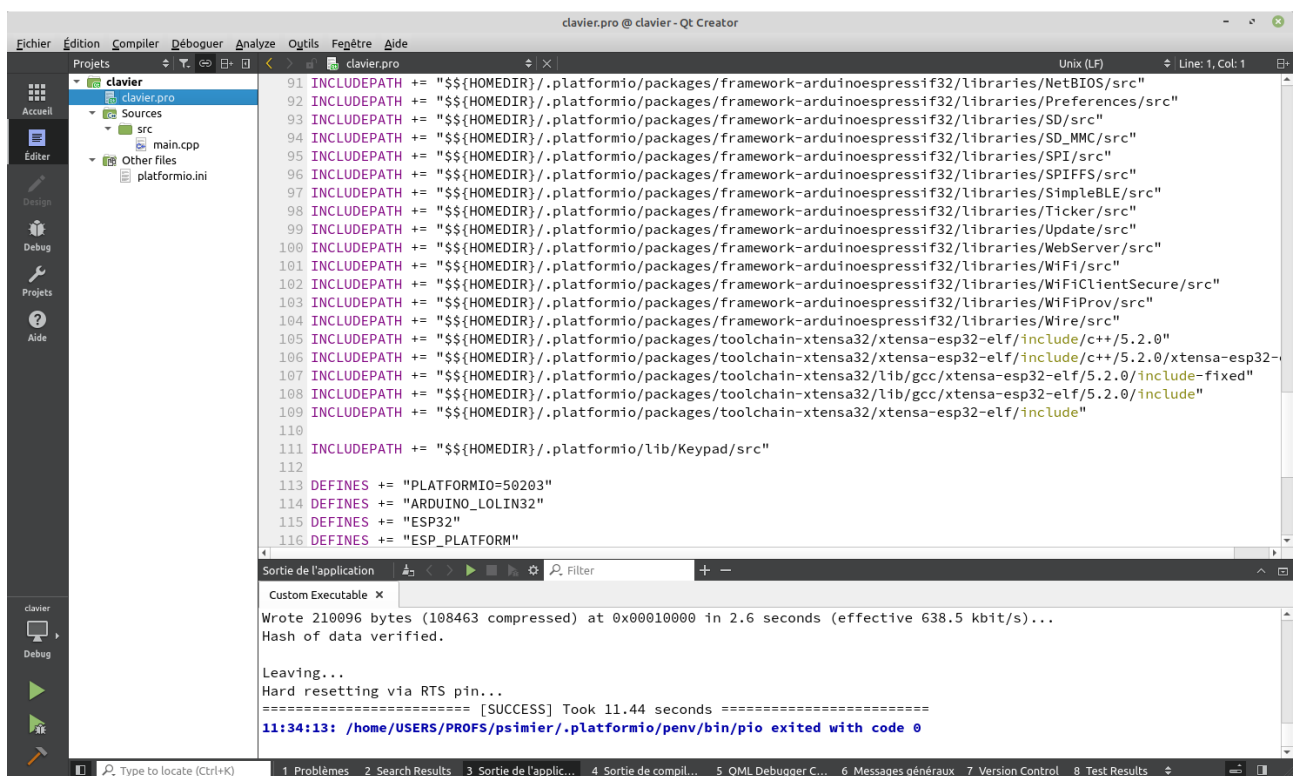 clavier.pro @ clavier - Qt Creator
Fichier Édition Compiler Déboguer Analyze Outils Fenêtre Aide
Projets
clavier.pro
Unix (LF)
Line: 1, Col: 1
Accueil
Éditer
Design
Debug
Projets
Aide
clavier
Debug
clavier
clavier.pro
Sources
src
main.cpp
Other files
platformio.ini
91 INCLUDEPATH += "$${HOMEDIR}/.platformio/packages/framework-arduinoespressif32/libraries/NetBIOS/src"
92 INCLUDEPATH += "$${HOMEDIR}/.platformio/packages/framework-arduinoespressif32/libraries/Preferences/src"
93 INCLUDEPATH += "$${HOMEDIR}/.platformio/packages/framework-arduinoespressif32/libraries/SD/src"
94 INCLUDEPATH += "$${HOMEDIR}/.platformio/packages/framework-arduinoespressif32/libraries/SD_MMC/src"
95 INCLUDEPATH += "$${HOMEDIR}/.platformio/packages/framework-arduinoespressif32/libraries/SPI/src"
96 INCLUDEPATH += "$${HOMEDIR}/.platformio/packages/framework-arduinoespressif32/libraries/SPIFFS/src"
97 INCLUDEPATH += "$${HOMEDIR}/.platformio/packages/framework-arduinoespressif32/libraries/SimpleBLE/src"
98 INCLUDEPATH += "$${HOMEDIR}/.platformio/packages/framework-arduinoespressif32/libraries/Ticker/src"
99 INCLUDEPATH += "$${HOMEDIR}/.platformio/packages/framework-arduinoespressif32/libraries/Update/src"
100 INCLUDEPATH += "$${HOMEDIR}/.platformio/packages/framework-arduinoespressif32/libraries/WebServer/src"
101 INCLUDEPATH += "$${HOMEDIR}/.platformio/packages/framework-arduinoespressif32/libraries/WiFi/src"
102 INCLUDEPATH += "$${HOMEDIR}/.platformio/packages/framework-arduinoespressif32/libraries/WiFiClientSecure/src"
103 INCLUDEPATH += "$${HOMEDIR}/.platformio/packages/framework-arduinoespressif32/libraries/WiFiProv/src"
104 INCLUDEPATH += "$${HOMEDIR}/.platformio/packages/framework-arduinoespressif32/libraries/Wire/src"
105 INCLUDEPATH += "$${HOMEDIR}/.platformio/packages/toolchain-xtensa32/xtensa-esp32-elf/include/c++/5.2.0"
106 INCLUDEPATH += "$${HOMEDIR}/.platformio/packages/toolchain-xtensa32/xtensa-esp32-elf/include/c++/5.2.0/xtensa-esp32-
107 INCLUDEPATH += "$${HOMEDIR}/.platformio/packages/toolchain-xtensa32/lib/gcc/xtensa-esp32-elf/5.2.0/include-fixed"
108 INCLUDEPATH += "$${HOMEDIR}/.platformio/packages/toolchain-xtensa32/lib/gcc/xtensa-esp32-elf/5.2.0/include"
109 INCLUDEPATH += "$${HOMEDIR}/.platformio/packages/toolchain-xtensa32/xtensa-esp32-elf/include"
110
111 INCLUDEPATH += "$${HOMEDIR}/.platformio/lib/Keypad/src"
112
113 DEFINES += "PLATFORMIO=50203"
114 DEFINES += "ARDUINO_LOLIN32"
115 DEFINES += "ESP32"
116 DEFINES += "ESP_PLATFORM"
Sortie de l'application
Filter
Custom Executable
Wrote 210096 bytes (108463 compressed) at 0x00010000 in 2.6 seconds (effective 638.5 kbit/s)...
Hash of data verified.
Leaving...
Hard resetting via RTS pin...
========================= [SUCCESS] Took 11.44 seconds =========================
11:34:13: /home/USERS/PROFS/psimier/.platformio/penv/bin/pio exited with code 0
Type to locate (Ctrl+K)
1 Problèmes 2 Search Results 3 Sortie de l'applic... 4 Sortie de compil... 5 QML Debugger C... 6 Messages généraux 7 Version Control 8 Test Results